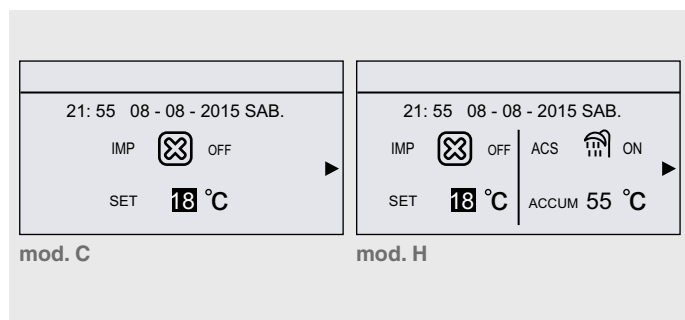 21: 55 08 - 08 - 2015 SAB.
IMP OFF
SET 18 °C
mod. C
21: 55 08 - 08 - 2015 SAB.
IMP OFF ACS ON
SET 18 °C ACCUM 55 °C
mod. H